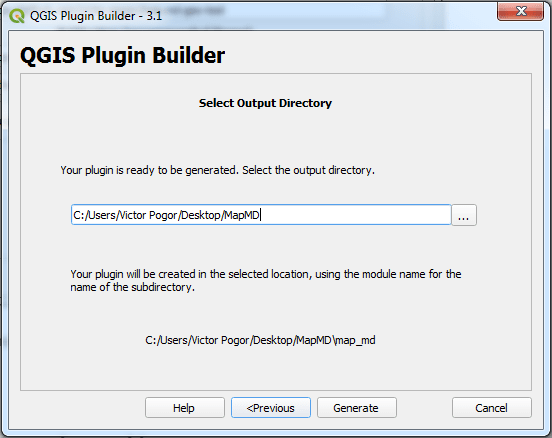 QGIS Plugin Builder - 3.1
QGIS Plugin Builder
Select Output Directory
Your plugin is ready to be generated. Select the output directory.
C:/Users/Victor Pogor/Desktop/MapMD
...
Your plugin will be created in the selected location, using the module name for the
name of the subdirectory.
C:/Users/Victor Pogor/Desktop/MapMD\map_md
Help
<Previous
Generate
Cancel